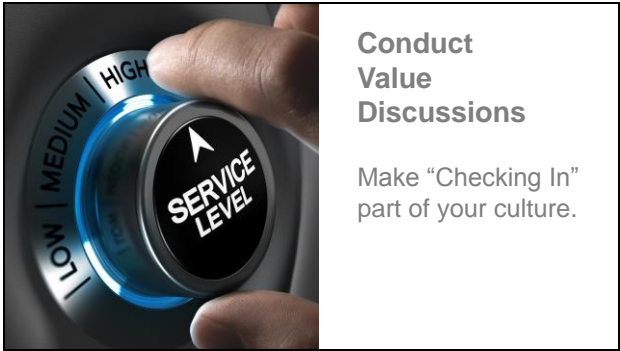 LOW | MEDIUM | HIGH
SERVICE
LEVEL
Conduct
Value
Discussions
Make “Checking In”
part of your culture.